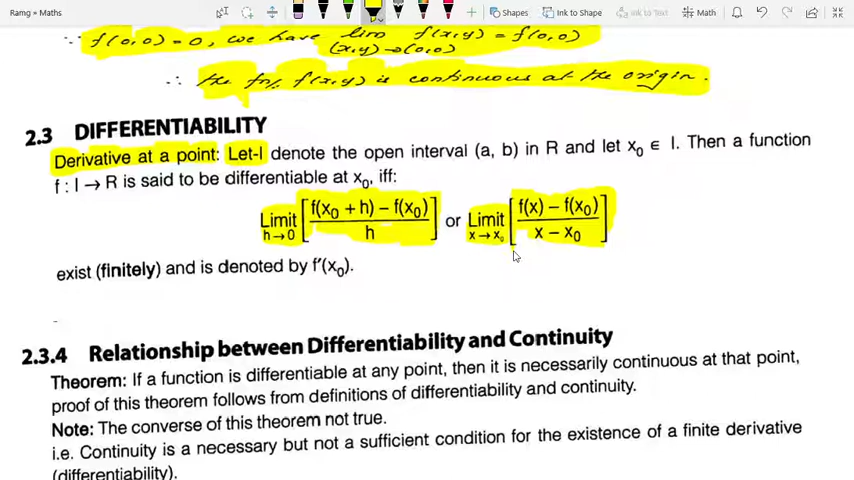 Ramg = Maths
Shapes
Ink to Shape
Ink to Text
Math
∵ f(0,0) = 0, we have lim f(x,y) = f(0,0)
(x,y)→(0,0)
∴ the fn. f(x,y) is continuous at the origin.
2.3 DIFFERENTIABILITY
Derivative at a point: Let-I denote the open interval (a, b) in R and let x₀ ∈ I. Then a function
f : I → R is said to be differentiable at x₀, iff:
Limit h→0 [f(x₀ + h) – f(x₀) / h] or Limit x→x₀ [f(x) – f(x₀) / x – x₀]
exist (finitely) and is denoted by f′(x₀).
2.3.4 Relationship between Differentiability and Continuity
Theorem: If a function is differentiable at any point, then it is necessarily continuous at that point,
proof of this theorem follows from definitions of differentiability and continuity.
Note: The converse of this theorem not true.
i.e. Continuity is a necessary but not a sufficient condition for the existence of a finite derivative
(differentiability).